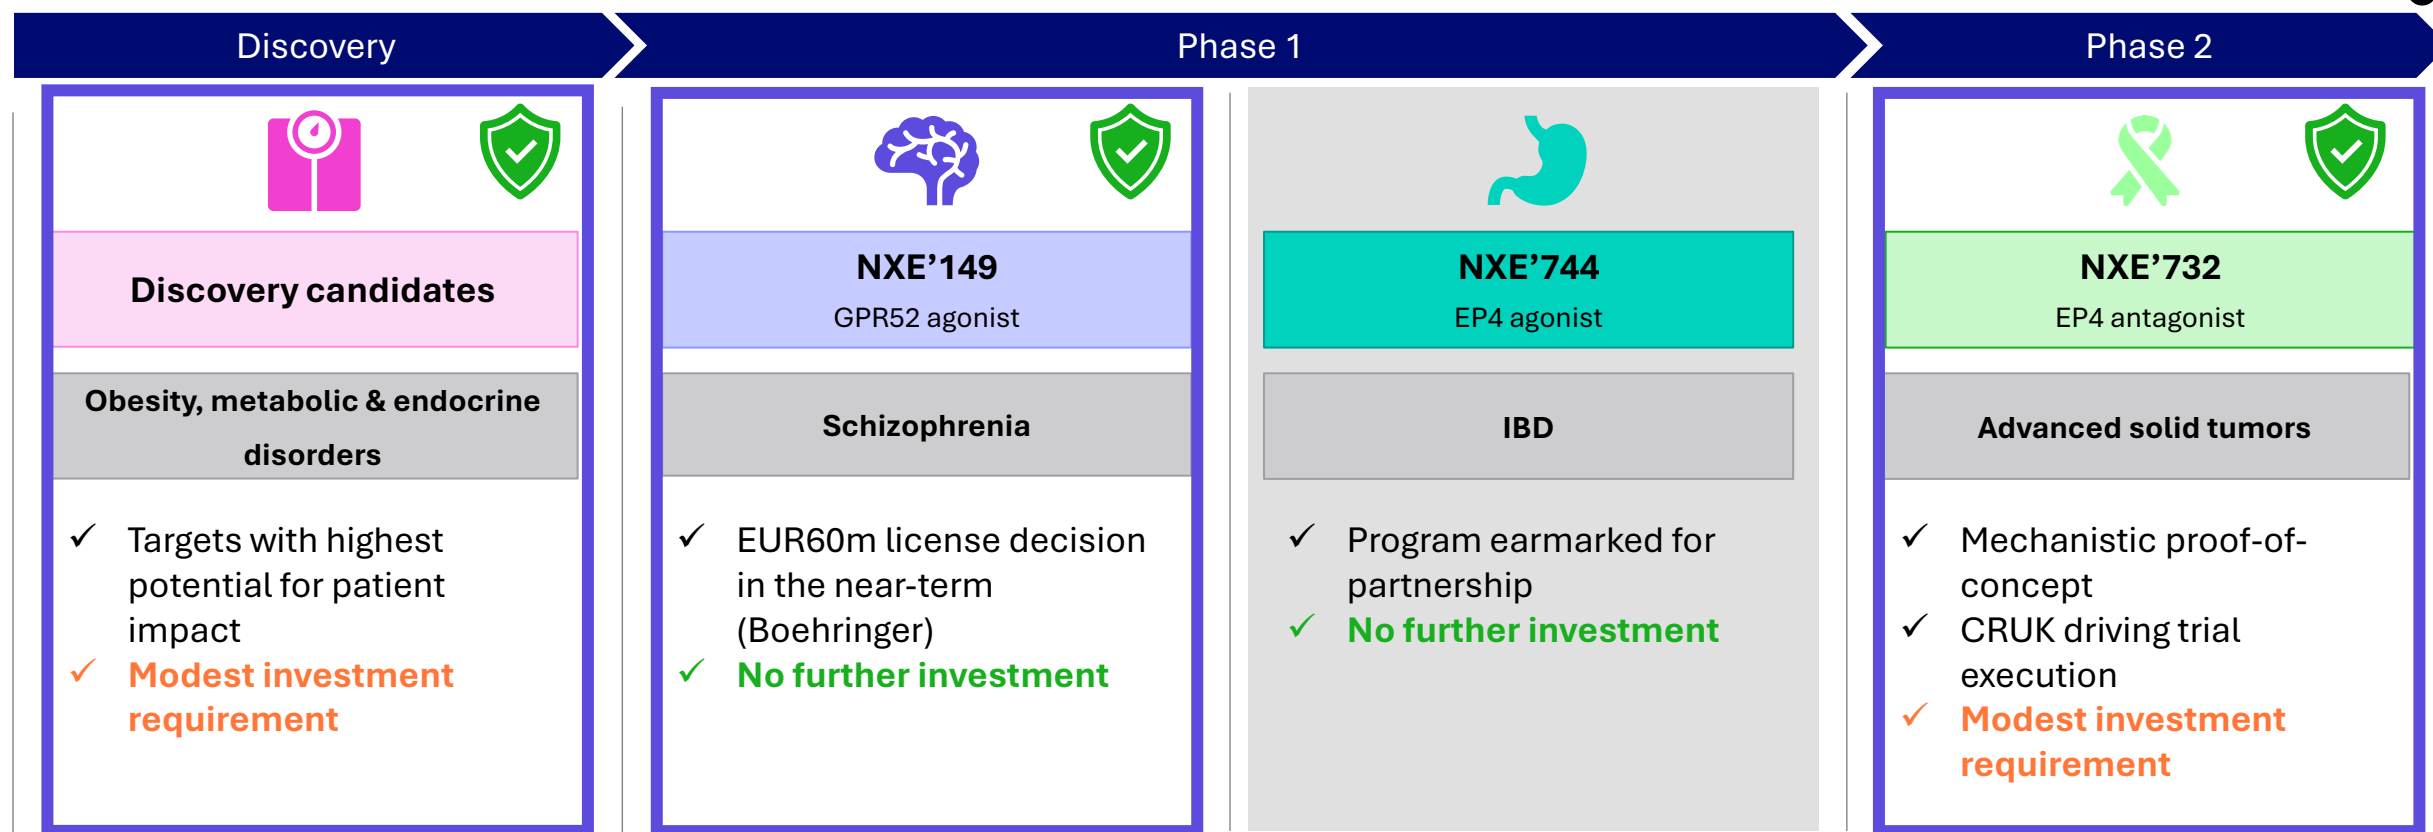 Discovery
Phase 1
Phase 2
Discovery candidates
Obesity, metabolic & endocrine
disorders
✓ Targets with highest
potential for patient
impact
✓ Modest investment
requirement
NXE’149
GPR52 agonist
Schizophrenia
✓ EUR60m license decision
in the near-term
(Boehringer)
✓ No further investment
NXE’744
EP4 agonist
IBD
✓ Program earmarked for
partnership
✓ No further investment
NXE’732
EP4 antagonist
Advanced solid tumors
✓ Mechanistic proof-of-
concept
✓ CRUK driving trial
execution
✓ Modest investment
requirement